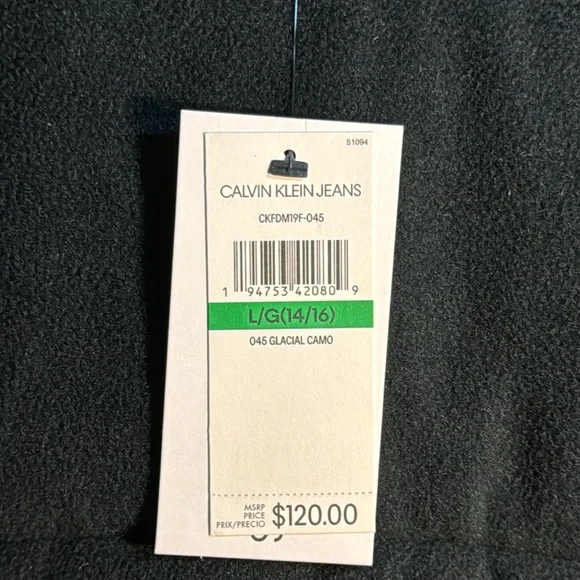 51094
CALVIN KLEIN JEANS
CKFDM19F-045
1 94753 42080 9
L/G(14/16)
045 GLACIAL CAMO
MSRP
PRICE
PRIX/PRECIO $120.00